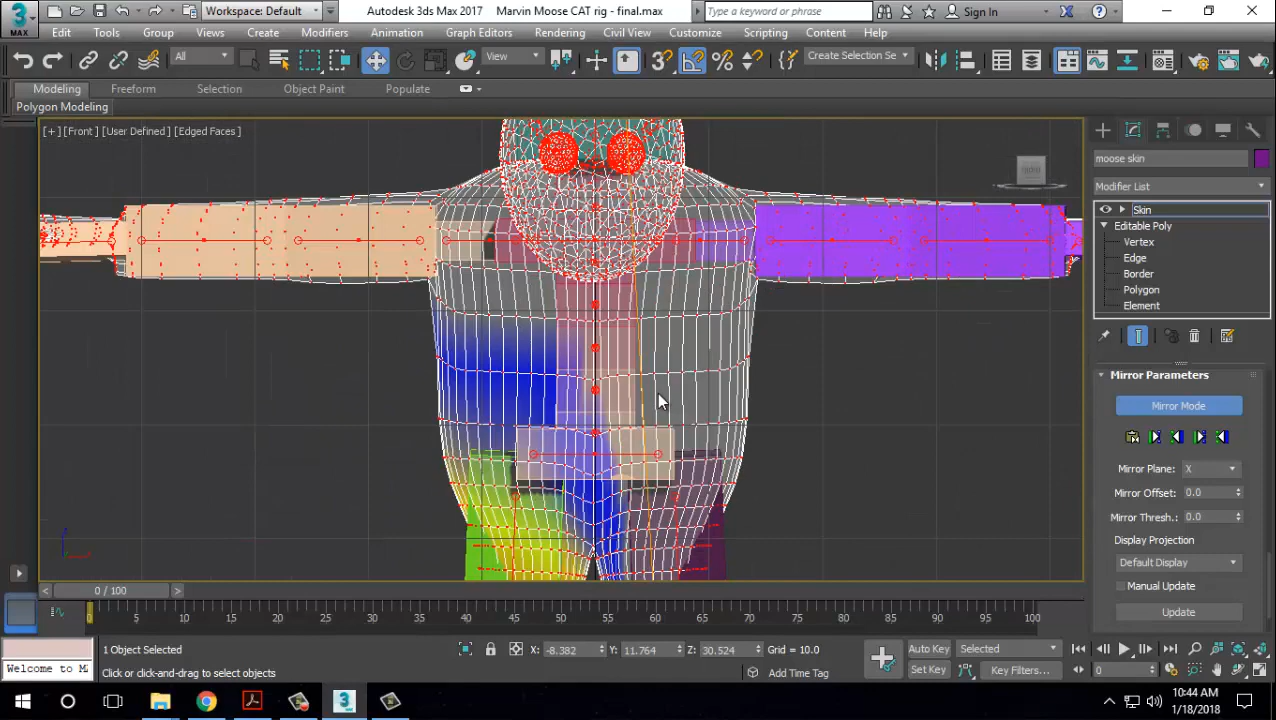 MAX
Workspace: Default
Autodesk 3ds Max 2017
Marvin Moose CAT rig - final.max
Type a keyword or phrase
Sign In
Edit
Tools
Group
Views
Create
Modifiers
Animation
Graph Editors
Rendering
Civil View
Customize
Scripting
Content
Help
All
View
Create Selection Se
Modeling
Freeform
Selection
Object Paint
Populate
Polygon Modeling
[+] [Front] [User Defined] [Edged Faces]
moose skin
Modifier List
Skin
Editable Poly
Vertex
Edge
Border
Polygon
Element
Mirror Parameters
Mirror Mode
Mirror Plane: X
Mirror Offset: 0.0
Mirror Thresh.: 0.0
Display Projection
Default Display
Manual Update
Update
0 / 100
0 5 10 15 20 25 30 35 40 45 50 55 60 65 70 75 80 85 90 95 100
1 Object Selected
X: -8.382
Y: 11.764
Z: 30.524
Grid = 10.0
Auto Key
Selected
Welcome to M
Click or click-and-drag to select objects
Add Time Tag
Set Key
Key Filters...
0
3
10:44 AM
1/18/2018